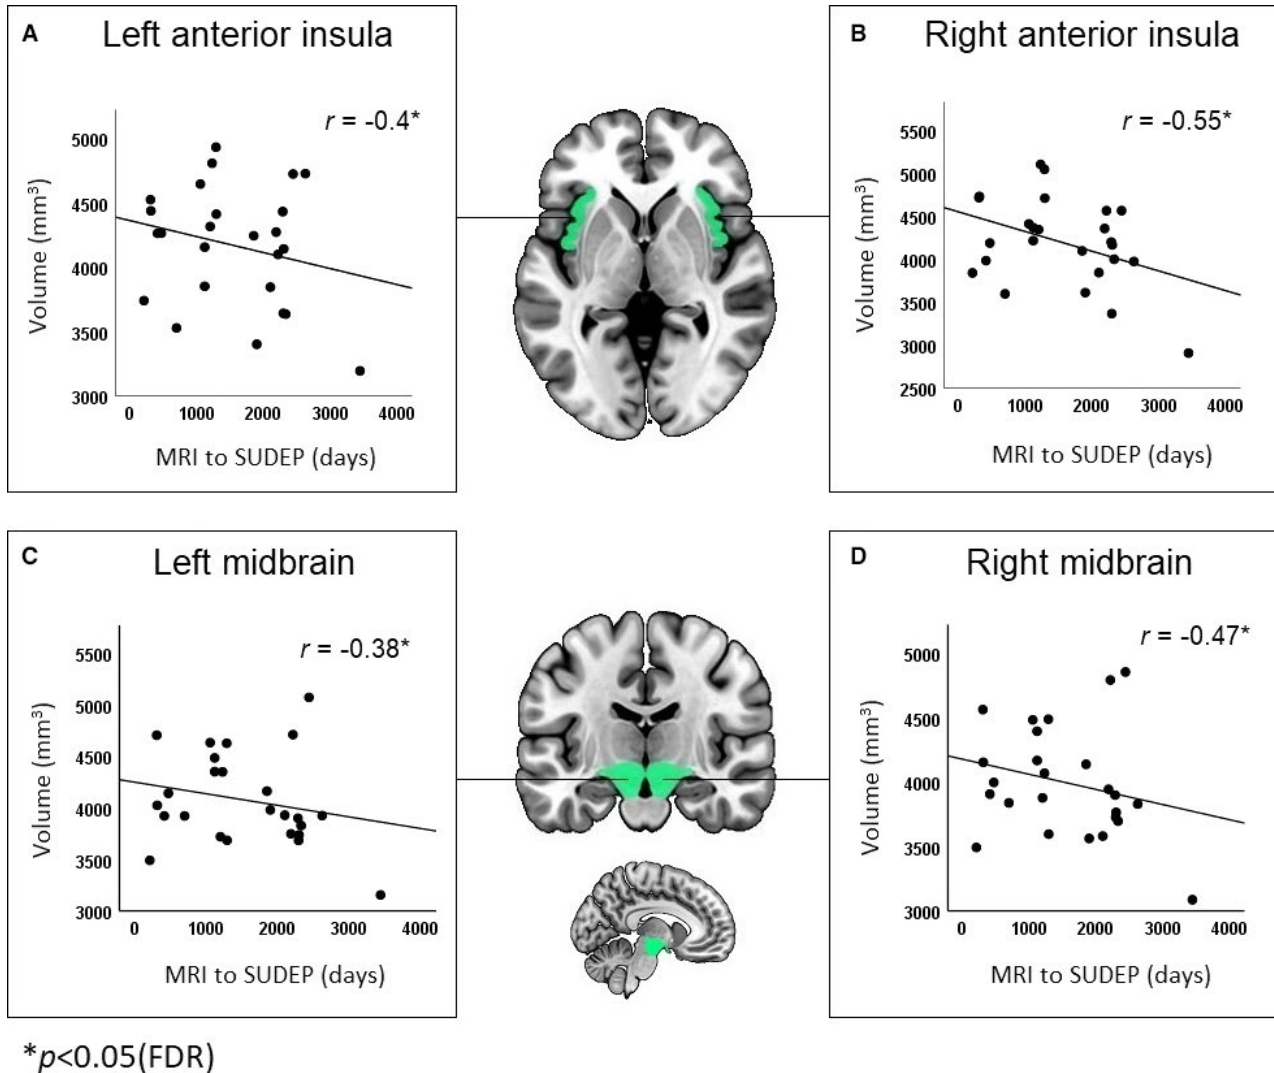 A Left anterior insula
r = -0.4*
5000
4500
4000
3500
3000
Volume (mm³)
0 1000 2000 3000 4000
MRI to SUDEP (days)
B Right anterior insula
r = -0.55*
5500
5000
4500
4000
3500
3000
2500
Volume (mm³)
0 1000 2000 3000 4000
MRI to SUDEP (days)
C Left midbrain
r = -0.38*
5500
5000
4500
4000
3500
3000
Volume (mm³)
0 1000 2000 3000 4000
MRI to SUDEP (days)
D Right midbrain
r = -0.47*
5000
4500
4000
3500
3000
Volume (mm³)
0 1000 2000 3000 4000
MRI to SUDEP (days)
*p<0.05(FDR)